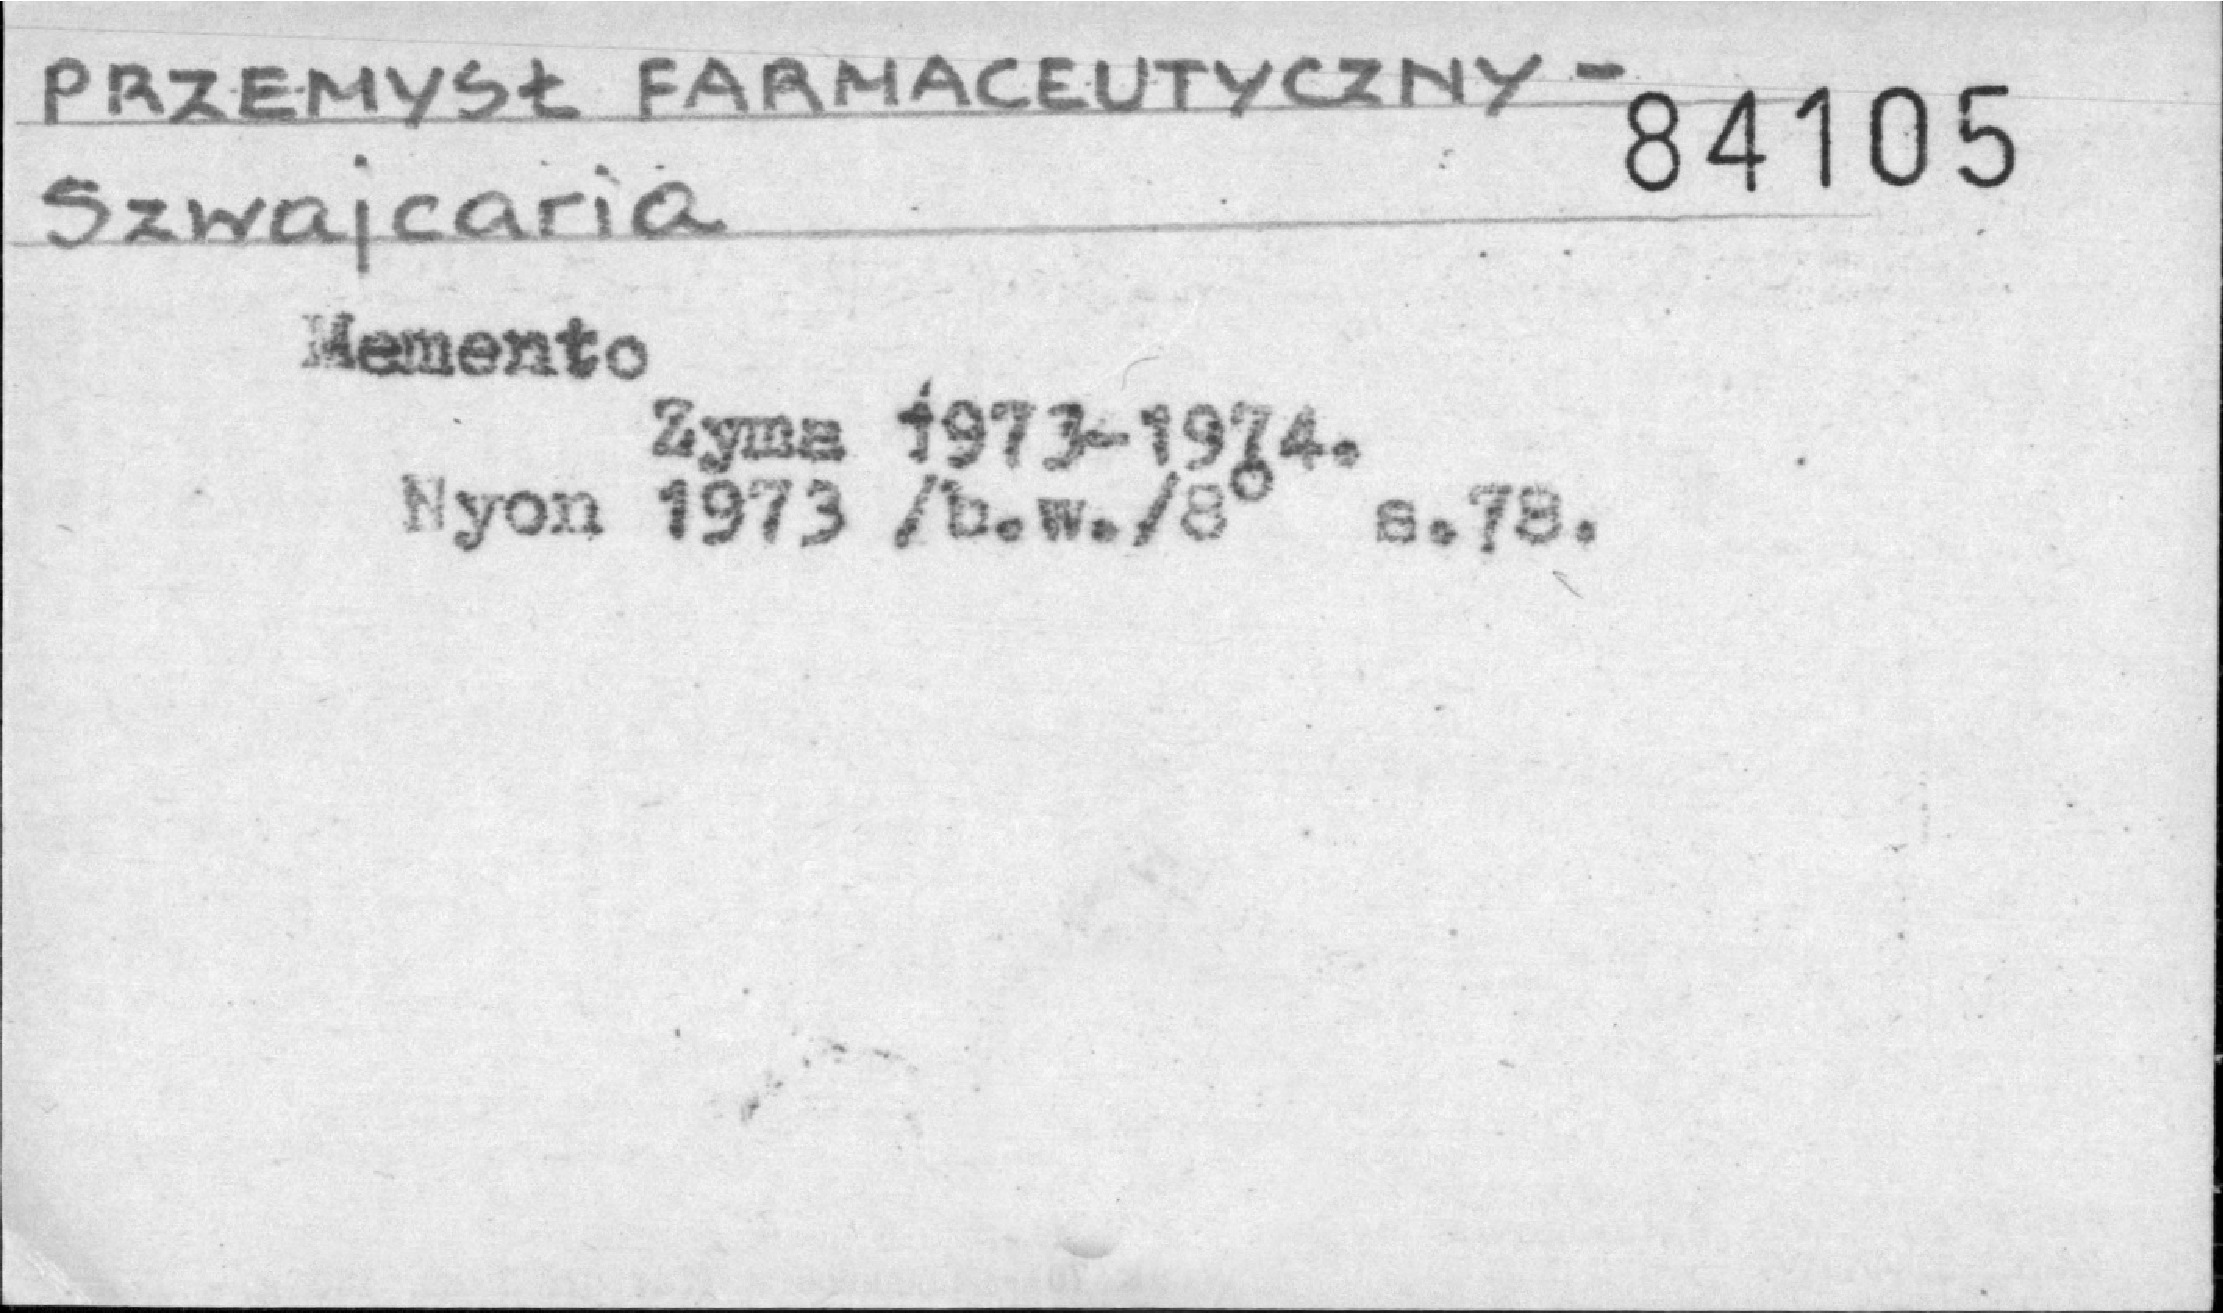 PRZEMYSŁ FARMACEUTYCZNY -
84105
Szwajcaria
Memento
Zyma 1973-1974.
Nyon 1973 /b.w./8° s.78.